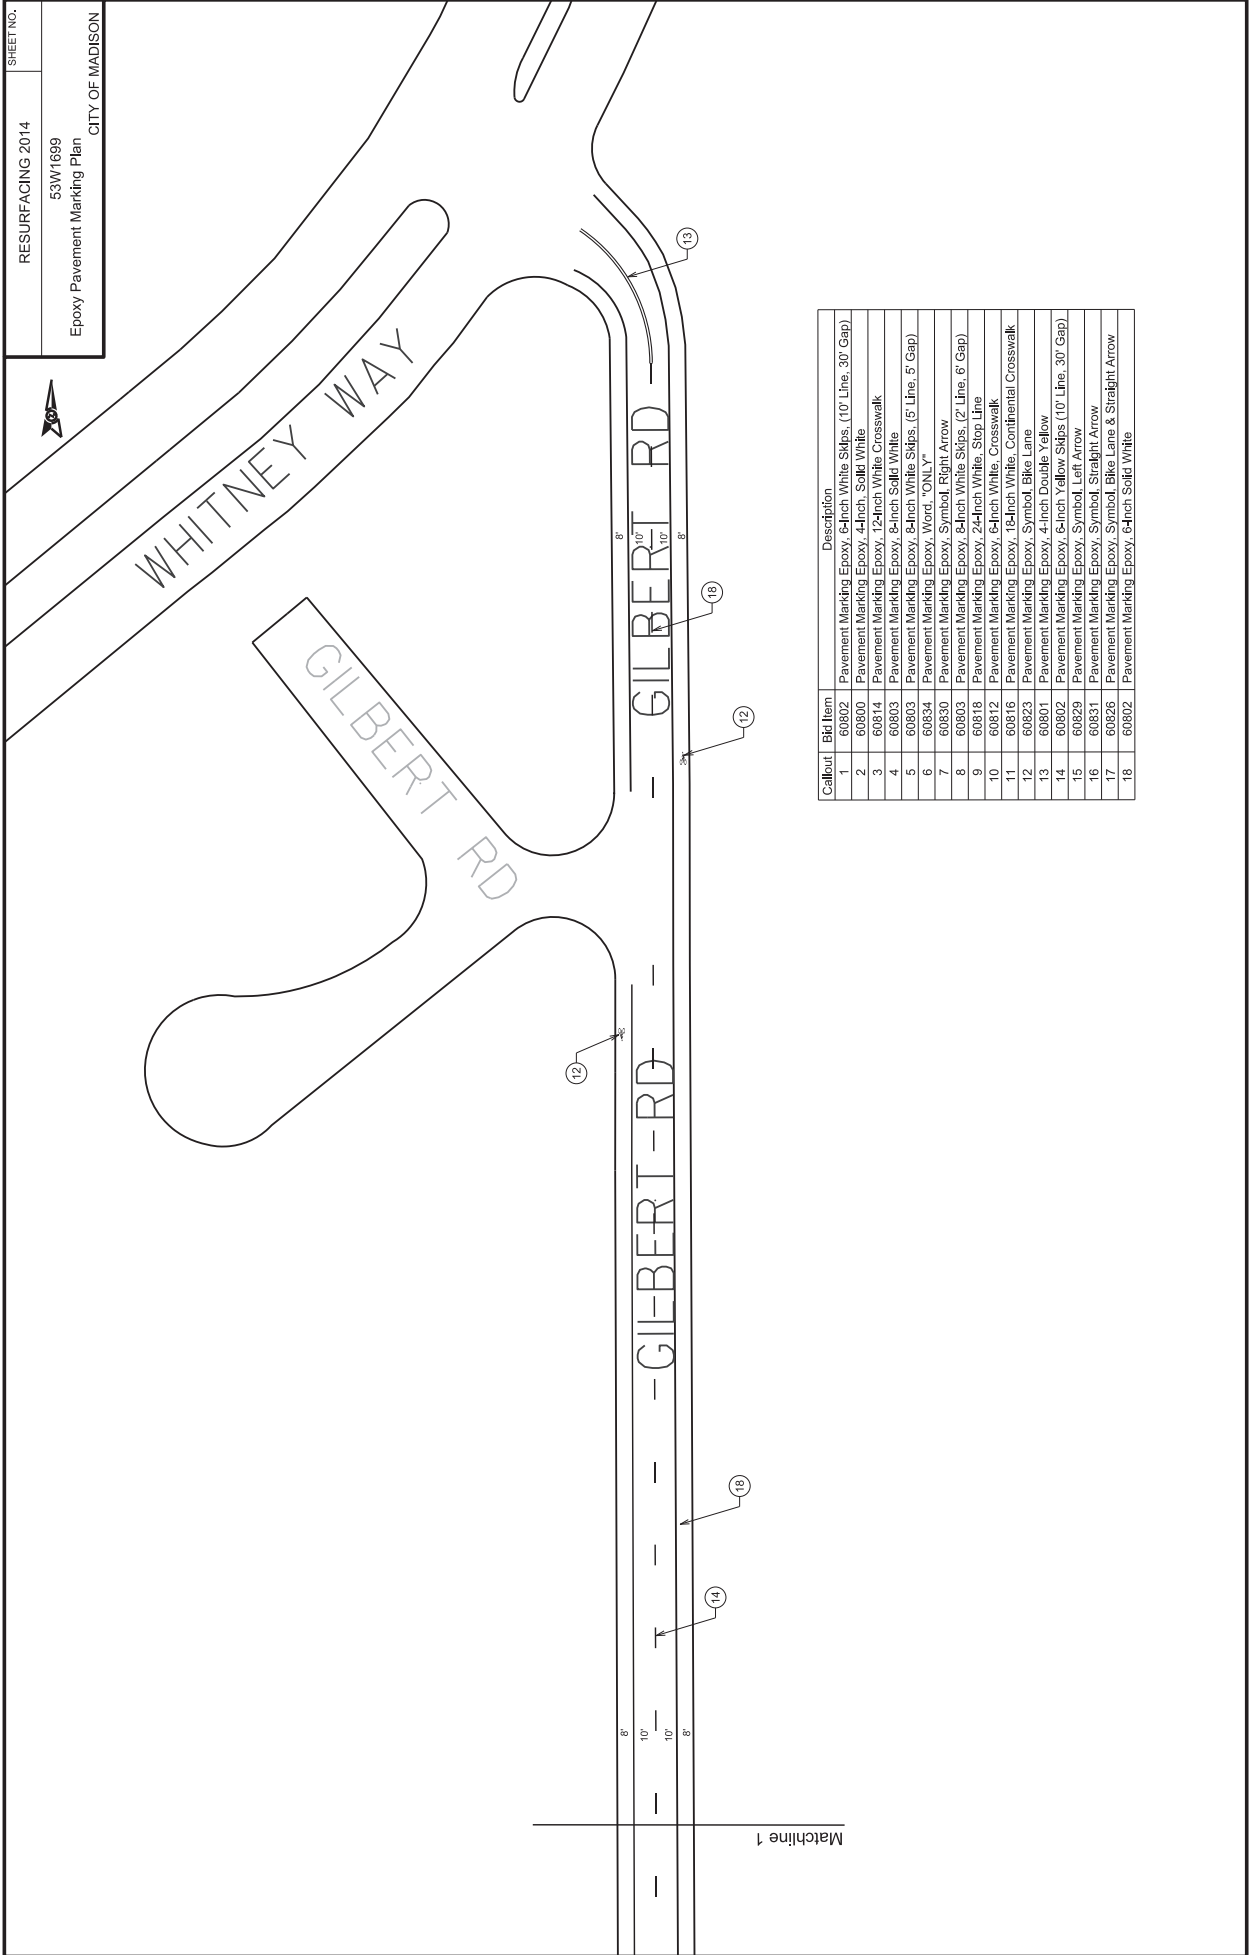 SHEET NO.
RESURFACING 2014
53W1699
Epoxy Pavement Marking Plan
CITY OF MADISON
WHITNEY WAY
GILBERT RD
GILBERT RD
GILBERT RD
13
18
12
12
18
14
8'
10'
10'
8'
8'
10'
10'
8'
Matchline 1
Callout Bid Item Description
1 60802 Pavement Marking Epoxy, 6-Inch White Skips, (10' Line, 30' Gap)
2 60800 Pavement Marking Epoxy, 4-Inch, Solid White
3 60814 Pavement Marking Epoxy, 12-Inch White Crosswalk
4 60803 Pavement Marking Epoxy, 8-Inch Solid White
5 60803 Pavement Marking Epoxy, 8-Inch White Skips, (5' Line, 5' Gap)
6 60834 Pavement Marking Epoxy, Word, "ONLY"
7 60830 Pavement Marking Epoxy, Symbol, Right Arrow
8 60803 Pavement Marking Epoxy, 8-Inch White Skips, (2' Line, 6' Gap)
9 60818 Pavement Marking Epoxy, 24-Inch White, Stop Line
10 60812 Pavement Marking Epoxy, 6-Inch White, Crosswalk
11 60816 Pavement Marking Epoxy, 18-Inch White, Continental Crosswalk
12 60823 Pavement Marking Epoxy, Symbol, Bike Lane
13 60801 Pavement Marking Epoxy, 4-Inch Double Yellow
14 60802 Pavement Marking Epoxy, 6-Inch Yellow Skips (10' Line, 30' Gap)
15 60829 Pavement Marking Epoxy, Symbol, Left Arrow
16 60831 Pavement Marking Epoxy, Symbol, Straight Arrow
17 60826 Pavement Marking Epoxy, Symbol, Bike Lane & Straight Arrow
18 60802 Pavement Marking Epoxy, 6-Inch Solid White